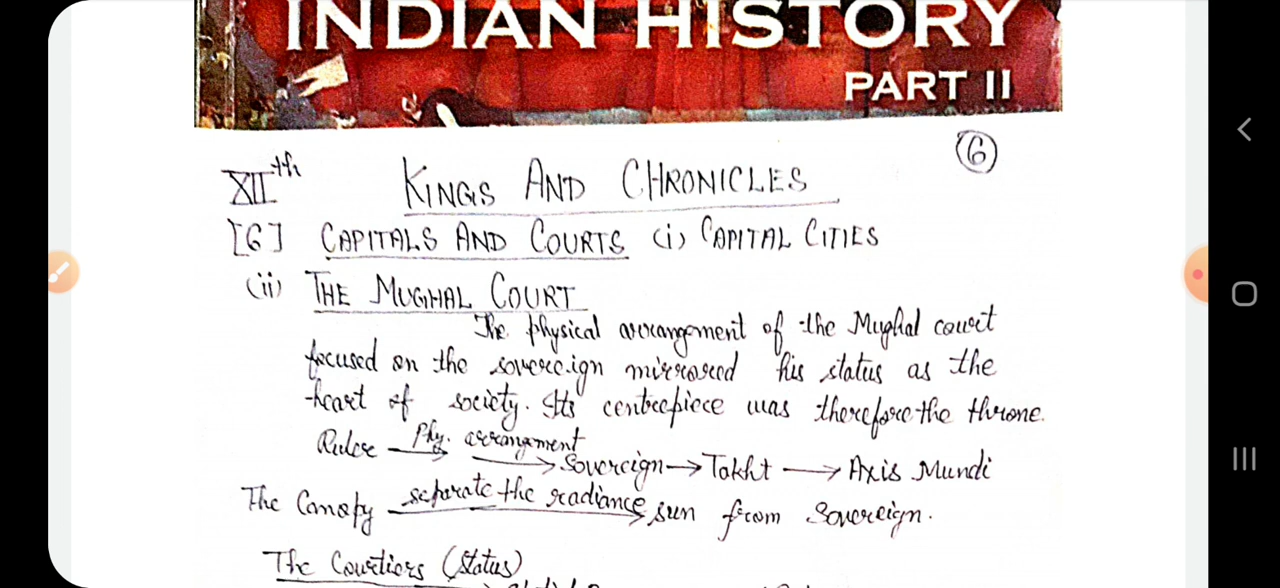 INDIAN HISTORY
PART II
6
XIIth KINGS AND CHRONICLES
[6] CAPITALS AND COURTS (i) CAPITAL CITIES
(ii) THE MUGHAL COURT
The physical arrangement of the Mughal court
focused on the sovereign mirrored his status as the
heart of society. Its centrepiece was therefore the throne.
Ruler Phy. arrangement
Sovereign → Takht → Axis Mundi
The Canopy separate the radiance sun from sovereign.
The Courtiers (Status)